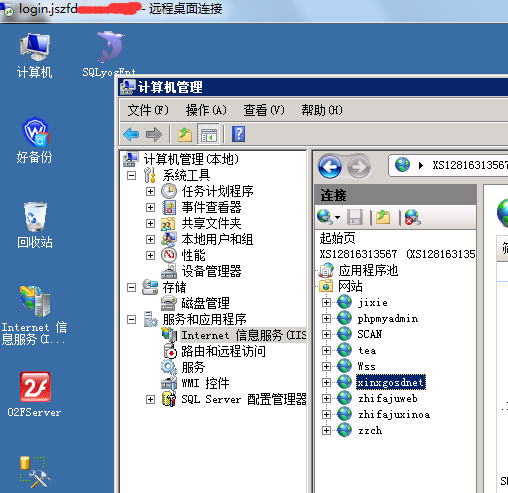 login.jszfd - 远程桌面连接
计算机
SQLyogEnt
好备份
回收站
Internet 信
息服务(I...
O2FServer
计算机管理
文件(F) 操作(A) 查看(V) 帮助(H)
计算机管理(本地)
系统工具
任务计划程序
事件查看器
共享文件夹
本地用户和组
性能
设备管理器
存储
磁盘管理
服务和应用程序
Internet 信息服务(IIS
路由和远程访问
服务
WMI 控件
SQL Server 配置管理器
XS12816313567
连接
起始页
XS12816313567 (XS128163135
应用程序池
网站
jixie
phpmyadmin
SCAN
tea
Wss
xinxgosdnet
zhifajuweb
zhifajuxinoa
zzch